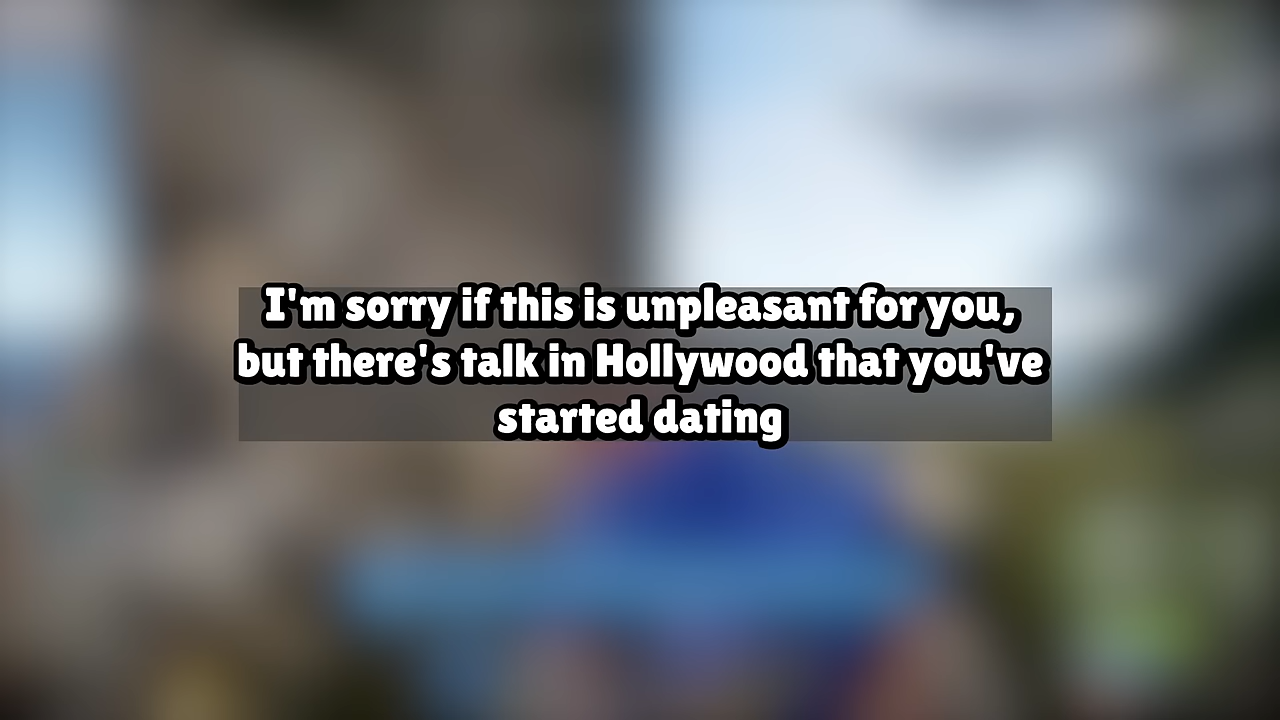 I'm sorry if this is unpleasant for you,
but there's talk in Hollywood that you've
started dating